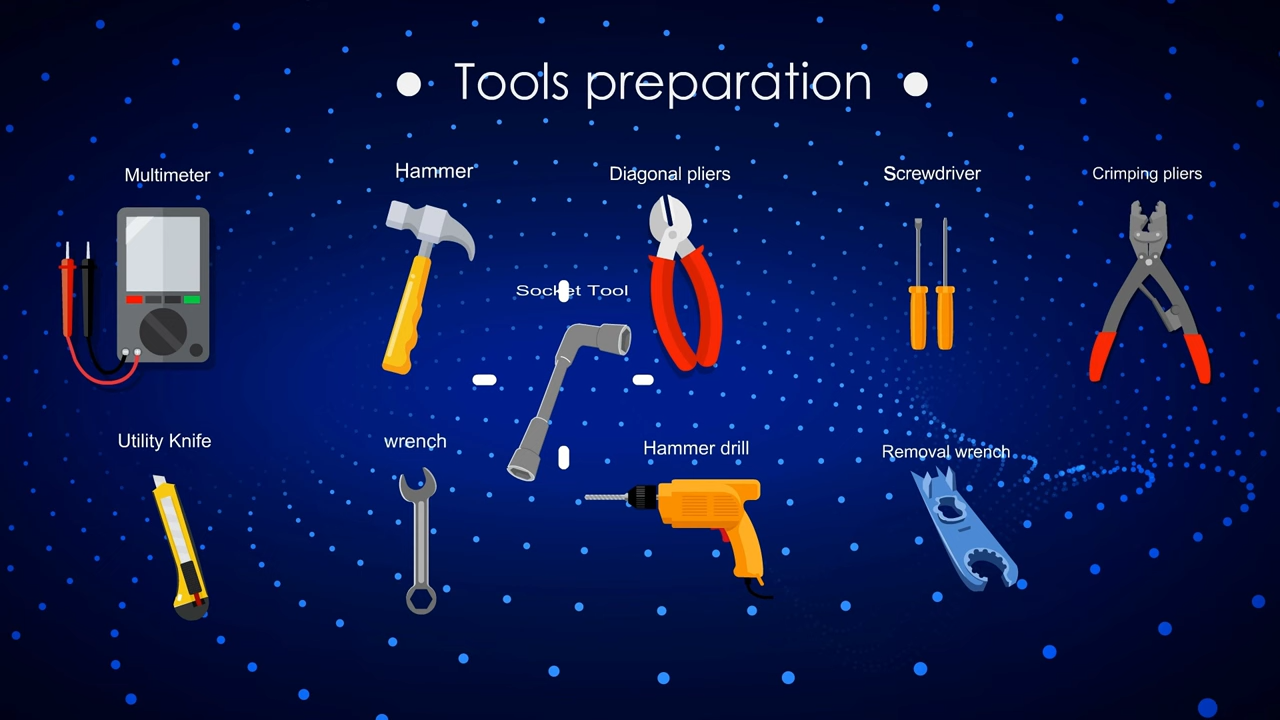 Tools preparation
Multimeter
Hammer
Diagonal pliers
Screwdriver
Crimping pliers
Socket Tool
Utility Knife
wrench
Hammer drill
Removal wrench